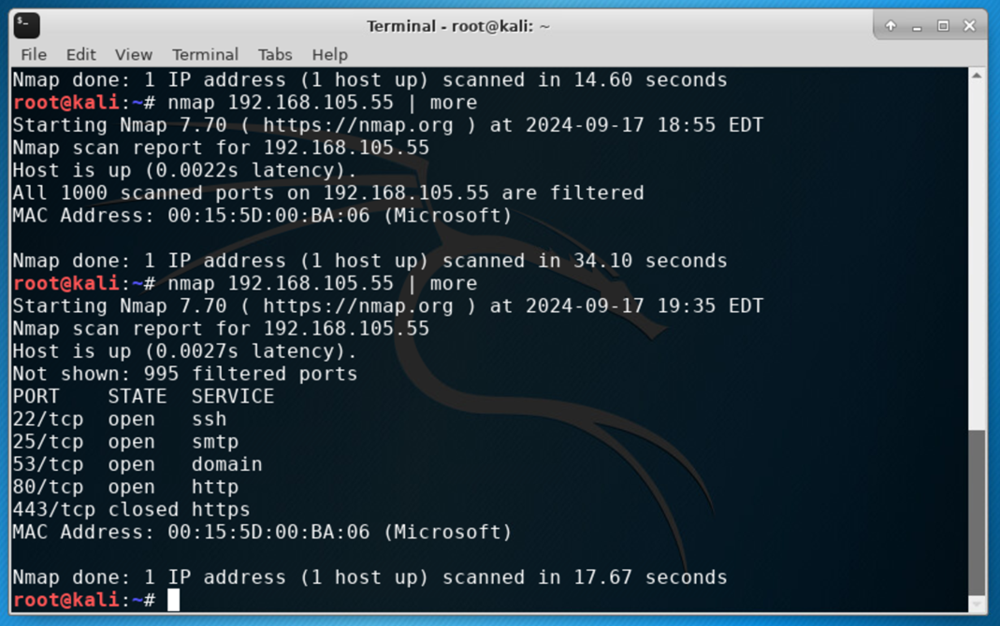 Terminal - root@kali: ~
File Edit View Terminal Tabs Help
Nmap done: 1 IP address (1 host up) scanned in 14.60 seconds
root@kali:~# nmap 192.168.105.55 | more
Starting Nmap 7.70 ( https://nmap.org ) at 2024-09-17 18:55 EDT
Nmap scan report for 192.168.105.55
Host is up (0.0022s latency).
All 1000 scanned ports on 192.168.105.55 are filtered
MAC Address: 00:15:5D:00:BA:06 (Microsoft)

Nmap done: 1 IP address (1 host up) scanned in 34.10 seconds
root@kali:~# nmap 192.168.105.55 | more
Starting Nmap 7.70 ( https://nmap.org ) at 2024-09-17 19:35 EDT
Nmap scan report for 192.168.105.55
Host is up (0.0027s latency).
Not shown: 995 filtered ports
PORT    STATE  SERVICE
22/tcp  open   ssh
25/tcp  open   smtp
53/tcp  open   domain
80/tcp  open   http
443/tcp closed https
MAC Address: 00:15:5D:00:BA:06 (Microsoft)

Nmap done: 1 IP address (1 host up) scanned in 17.67 seconds
root@kali:~#